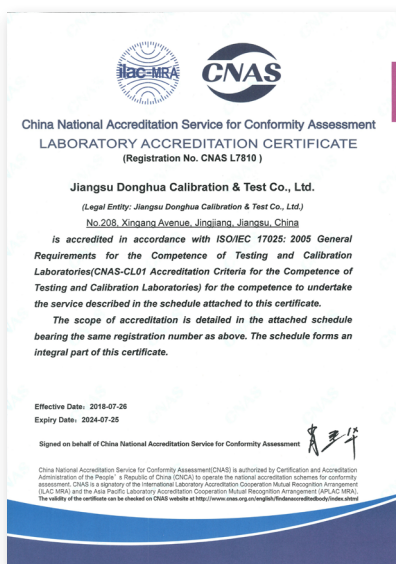 ilac-MRA
CNAS
China National Accreditation Service for Conformity Assessment
LABORATORY ACCREDITATION CERTIFICATE
(Registration No. CNAS L7810 )
Jiangsu Donghua Calibration & Test Co., Ltd.
(Legal Entity: Jiangsu Donghua Calibration & Test Co., Ltd.)
No.208, Xingang Avenue, Jingjiang, Jiangsu, China
is accredited in accordance with ISO/IEC 17025: 2005 General
Requirements for the Competence of Testing and Calibration
Laboratories(CNAS-CL01 Accreditation Criteria for the Competence of
Testing and Calibration Laboratories) for the competence to undertake
the service described in the schedule attached to this certificate.
The scope of accreditation is detailed in the attached schedule
bearing the same registration number as above. The schedule forms an
integral part of this certificate.
Effective Date: 2018-07-26
Expiry Date: 2024-07-25
Signed on behalf of China National Accreditation Service for Conformity Assessment
China National Accreditation Service for Conformity Assessment(CNAS) is authorized by Certification and Accreditation
Administration of the People's Republic of China (CNCA) to operate the national accreditation schemes for conformity
assessment. CNAS is a signatory of the International Laboratory Accreditation Cooperation Mutual Recognition Arrangement
(ILAC MRA) and the Asia Pacific Laboratory Accreditation Cooperation Mutual Recognition Arrangement (APLAC MRA).
The validity of the certificate can be checked on CNAS website at http://www.cnas.org.cn/english/findanaccreditedbody/index.shtml